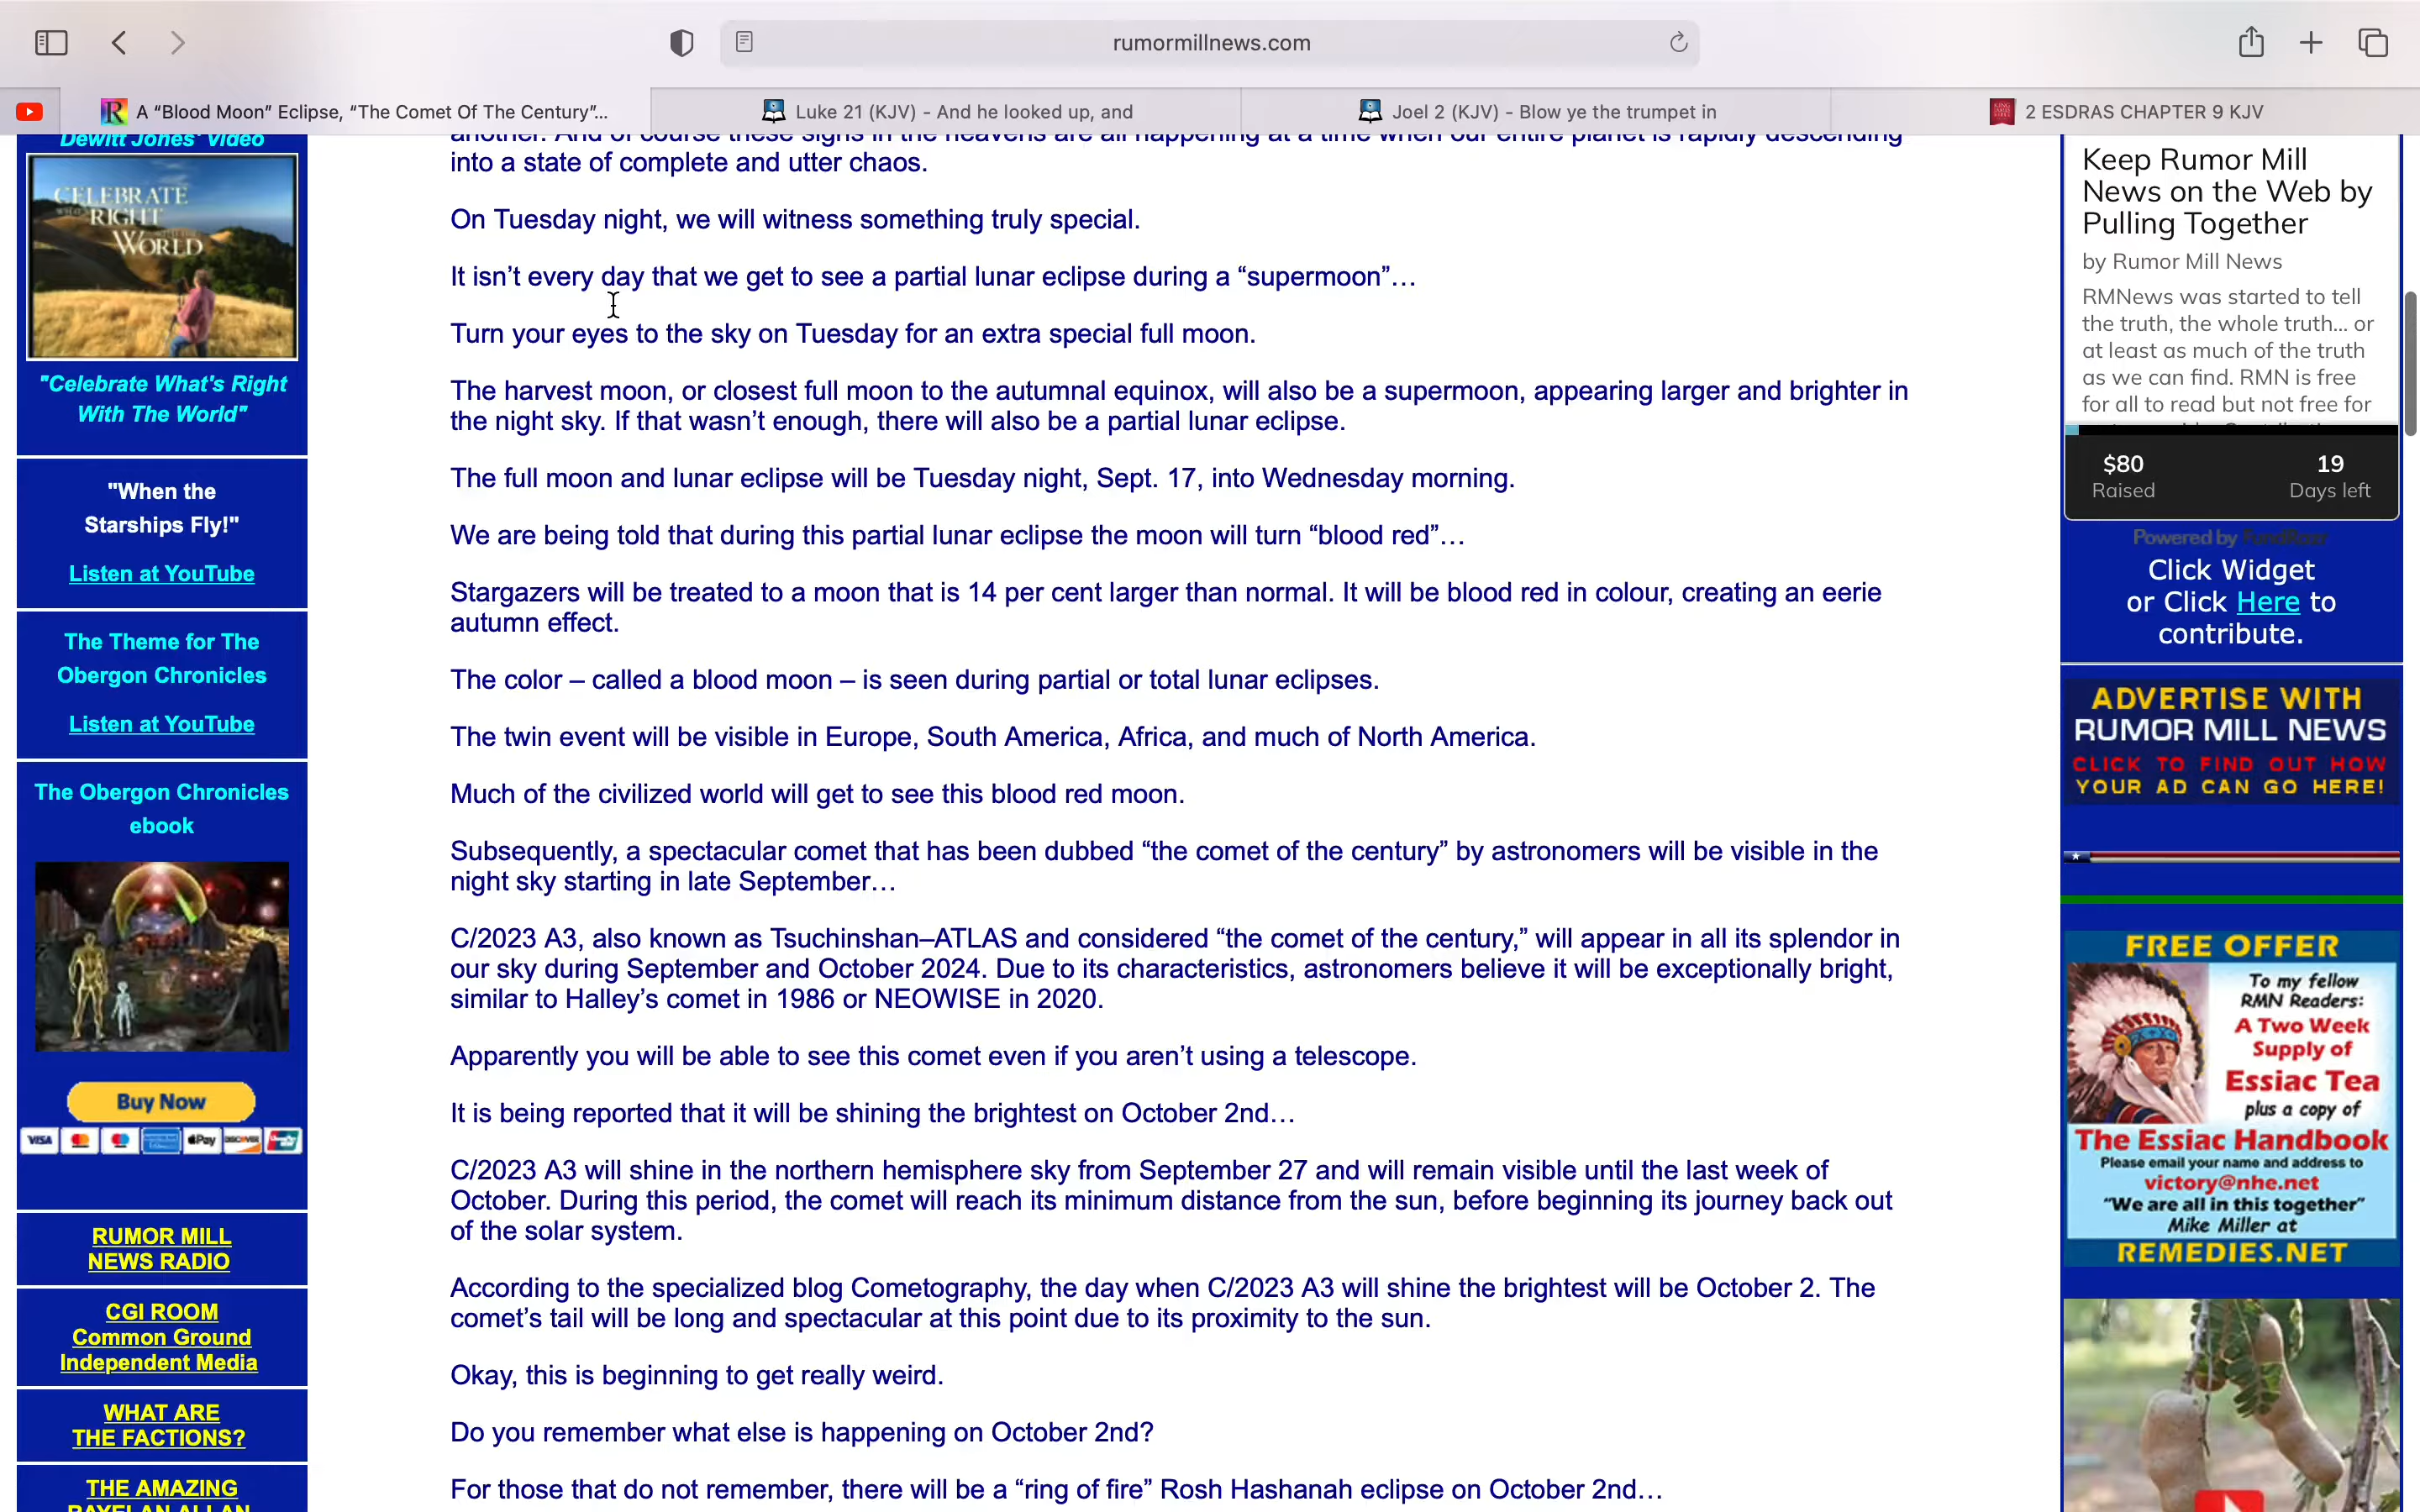 rumormillnews.com
A “Blood Moon” Eclipse, “The Comet Of The Century”...
Luke 21 (KJV) - And he looked up, and
Joel 2 (KJV) - Blow ye the trumpet in
2 ESDRAS CHAPTER 9 KJV
Dewitt Jones' Video
CELEBRATE
WHAT'S
RIGHT
WORLD
"Celebrate What's Right
With The World"
"When the
Starships Fly!"
Listen at YouTube
The Theme for The
Obergon Chronicles
Listen at YouTube
The Obergon Chronicles
ebook
Buy Now
VISA
Pay
DISCOVER
RUMOR MILL
NEWS RADIO
CGI ROOM
Common Ground
Independent Media
WHAT ARE
THE FACTIONS?
THE AMAZING
RAYELAN ALLAN
another. And of course these signs in the heavens are all happening at a time when our entire planet is rapidly descending
into a state of complete and utter chaos.
On Tuesday night, we will witness something truly special.
It isn’t every day that we get to see a partial lunar eclipse during a “supermoon”…
Turn your eyes to the sky on Tuesday for an extra special full moon.
The harvest moon, or closest full moon to the autumnal equinox, will also be a supermoon, appearing larger and brighter in
the night sky. If that wasn’t enough, there will also be a partial lunar eclipse.
The full moon and lunar eclipse will be Tuesday night, Sept. 17, into Wednesday morning.
We are being told that during this partial lunar eclipse the moon will turn “blood red”…
Stargazers will be treated to a moon that is 14 per cent larger than normal. It will be blood red in colour, creating an eerie
autumn effect.
The color – called a blood moon – is seen during partial or total lunar eclipses.
The twin event will be visible in Europe, South America, Africa, and much of North America.
Much of the civilized world will get to see this blood red moon.
Subsequently, a spectacular comet that has been dubbed “the comet of the century” by astronomers will be visible in the
night sky starting in late September…
C/2023 A3, also known as Tsuchinshan–ATLAS and considered “the comet of the century,” will appear in all its splendor in
our sky during September and October 2024. Due to its characteristics, astronomers believe it will be exceptionally bright,
similar to Halley’s comet in 1986 or NEOWISE in 2020.
Apparently you will be able to see this comet even if you aren’t using a telescope.
It is being reported that it will be shining the brightest on October 2nd…
C/2023 A3 will shine in the northern hemisphere sky from September 27 and will remain visible until the last week of
October. During this period, the comet will reach its minimum distance from the sun, before beginning its journey back out
of the solar system.
According to the specialized blog Cometography, the day when C/2023 A3 will shine the brightest will be October 2. The
comet’s tail will be long and spectacular at this point due to its proximity to the sun.
Okay, this is beginning to get really weird.
Do you remember what else is happening on October 2nd?
For those that do not remember, there will be a “ring of fire” Rosh Hashanah eclipse on October 2nd…
Keep Rumor Mill
News on the Web by
Pulling Together
by Rumor Mill News
RMNews was started to tell
the truth, the whole truth... or
at least as much of the truth
as we can find. RMN is free
for all to read but not free for
$80
Raised
19
Days left
Powered by
Click Widget
or Click Here to
contribute.
ADVERTISE WITH
RUMOR MILL NEWS
CLICK TO FIND OUT HOW
YOUR AD CAN GO HERE!
FREE OFFER
To my fellow
RMN Readers:
A Two Week
Supply of
Essiac Tea
plus a copy of
The Essiac Handbook
Please email your name and address to
victory@nhe.net
"We are all in this together"
Mike Miller at
REMEDIES.NET